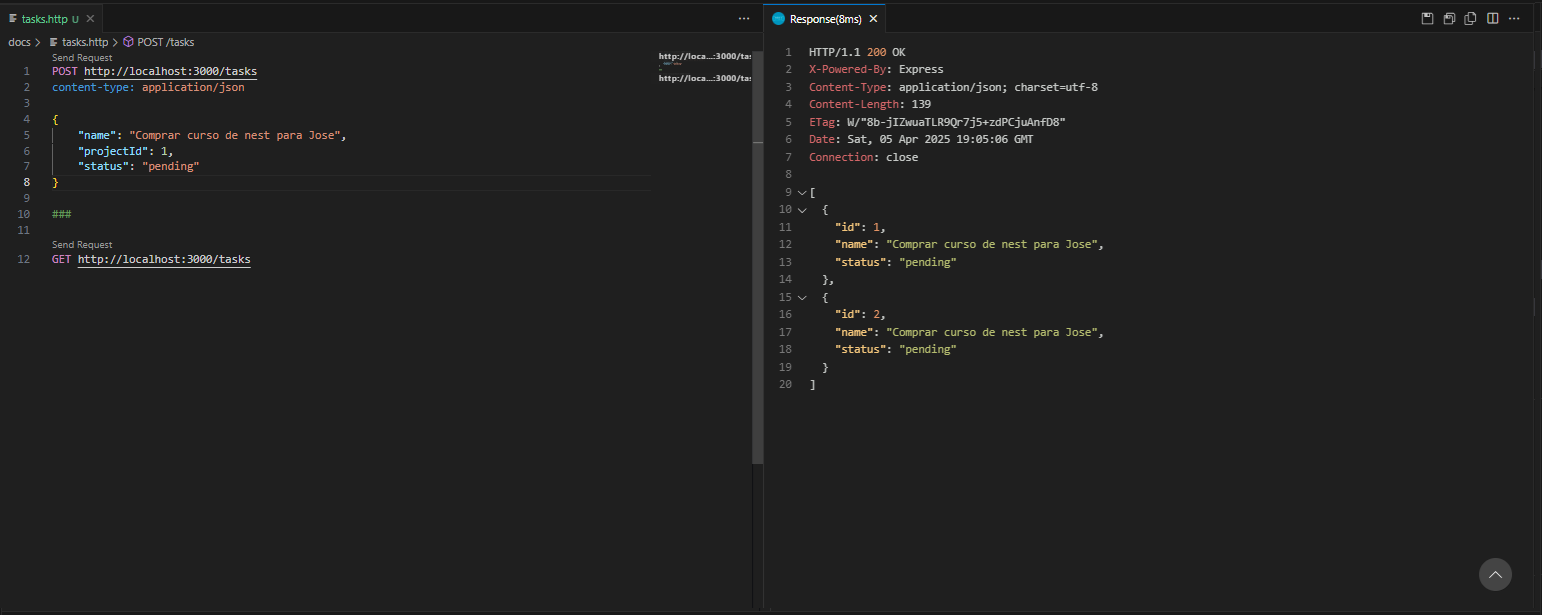 tasks.http U
docs > tasks.http > POST /tasks
Send Request
1 POST http://localhost:3000/tasks
2 content-type: application/json
3
4 {
5 "name": "Comprar curso de nest para Jose",
6 "projectId": 1,
7 "status": "pending"
8 }
9
10 ###
11
Send Request
12 GET http://localhost:3000/tasks
http://loca...:3000/tas
http://loca...:3000/tas
Response(8ms)
1 HTTP/1.1 200 OK
2 X-Powered-By: Express
3 Content-Type: application/json; charset=utf-8
4 Content-Length: 139
5 ETag: W/"8b-jIZwuaTLR9Qr7j5+zdPCjuAnfD8"
6 Date: Sat, 05 Apr 2025 19:05:06 GMT
7 Connection: close
8
9 [
10 {
11 "id": 1,
12 "name": "Comprar curso de nest para Jose",
13 "status": "pending"
14 },
15 {
16 "id": 2,
17 "name": "Comprar curso de nest para Jose",
18 "status": "pending"
19 }
20 ]